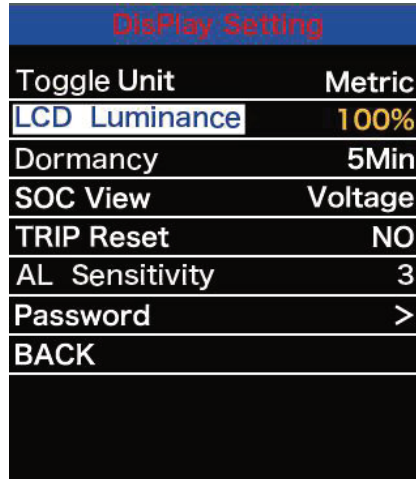 DisPlay Setting
Toggle Unit Metric
LCD Luminance 100%
Dormancy 5Min
SOC View Voltage
TRIP Reset NO
AL Sensitivity 3
Password >
BACK